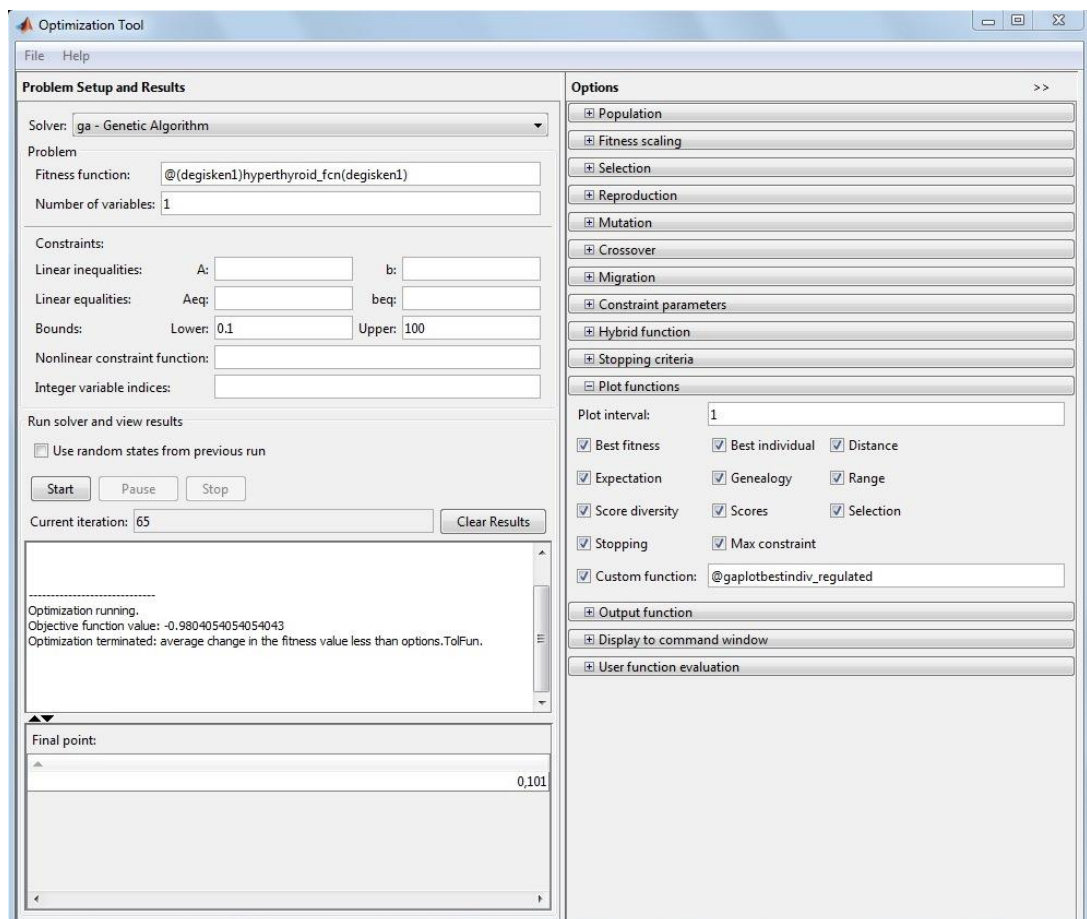 Optimization Tool
File Help
Problem Setup and Results
Solver: ga - Genetic Algorithm
Problem
Fitness function: @(degisken1)hyperthyroid_fcn(degisken1)
Number of variables: 1
Constraints:
Linear inequalities: A: b:
Linear equalities: Aeq: beq:
Bounds: Lower: 0.1 Upper: 100
Nonlinear constraint function:
Integer variable indices:
Run solver and view results
Use random states from previous run
Start Pause Stop
Current iteration: 65 Clear Results
------------------------------
Optimization running.
Objective function value: -0.9804054054054043
Optimization terminated: average change in the fitness value less than options.TolFun.
Final point:
0,101
Options >>
Population
Fitness scaling
Selection
Reproduction
Mutation
Crossover
Migration
Constraint parameters
Hybrid function
Stopping criteria
Plot functions
Plot interval: 1
Best fitness Best individual Distance
Expectation Genealogy Range
Score diversity Scores Selection
Stopping Max constraint
Custom function: @gaplotbestindiv_regulated
Output function
Display to command window
User function evaluation